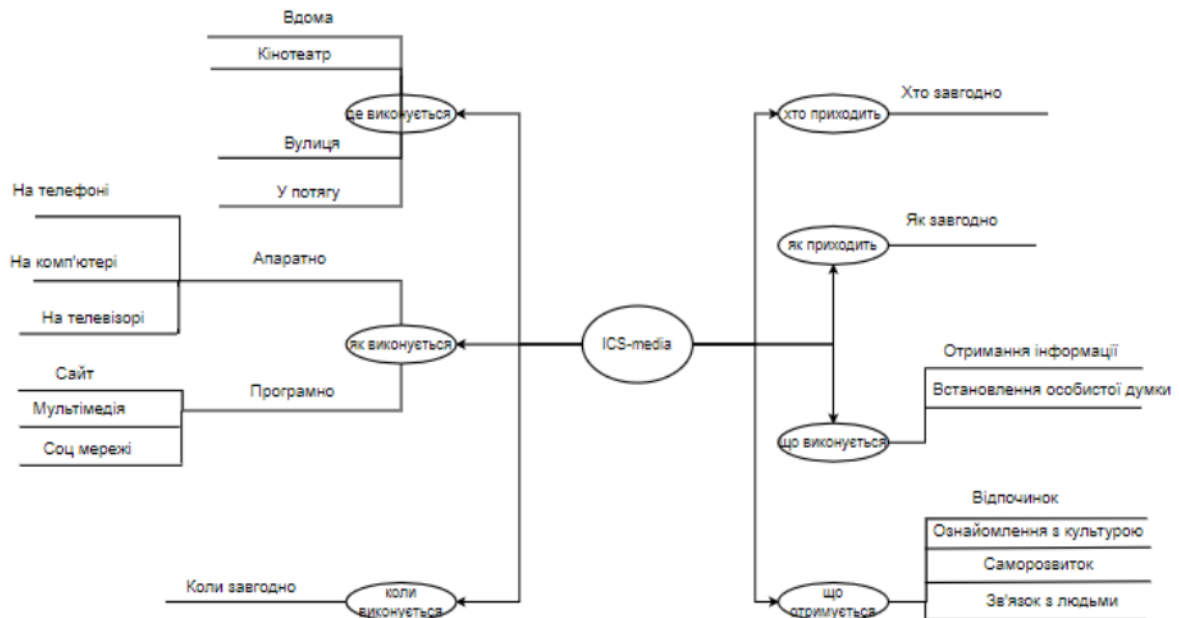 Вдома
Кінотеатр
де виконується
Вулиця
У потягу
На телефоні
На комп'ютері
Апаратно
На телевізорі
як виконується
Сайт
Програмно
Мультимедія
Соц мережі
Коли завгодно
коли
виконується
ICS-media
Хто завгодно
хто приходить
Як завгодно
як приходить
Отримання інформації
Встановлення особистої думки
що виконується
Відпочинок
Ознайомлення з культурою
Саморозвиток
що
отримується
Зв'язок з людьми